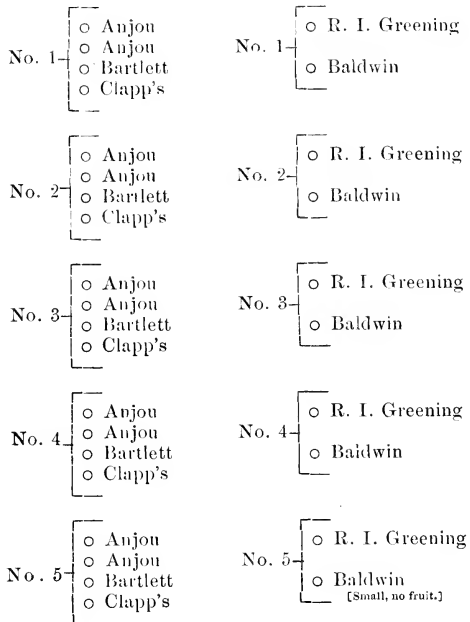 No. 1
Anjou
Anjou
Bartlett
Clapp's
No. 1
R. I. Greening
Baldwin
No. 2
Anjou
Anjou
Bartlett
Clapp's
No. 2
R. I. Greening
Baldwin
No. 3
Anjou
Anjou
Bartlett
Clapp's
No. 3
R. I. Greening
Baldwin
No. 4
Anjou
Anjou
Bartlett
Clapp's
No. 4
R. I. Greening
Baldwin
No. 5
Anjou
Anjou
Bartlett
Clapp's
No. 5
R. I. Greening
Baldwin
[Small, no fruit.]